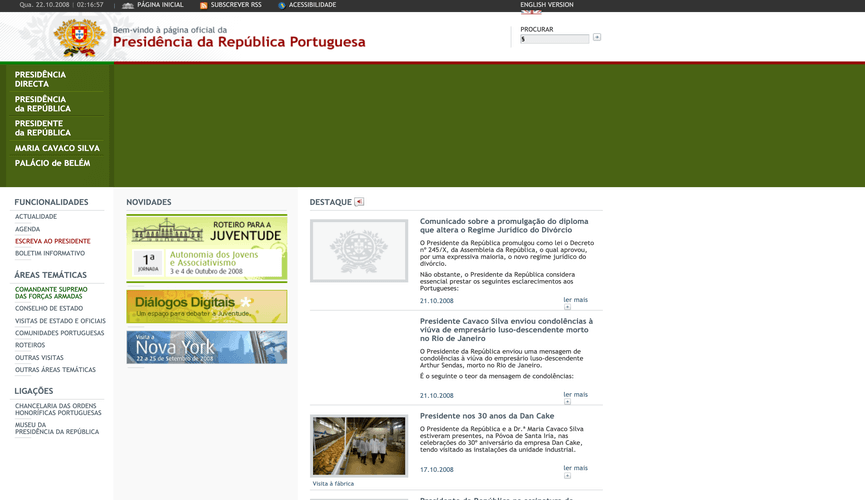 Qua. 22.10.2008 | 02:16:57
PÁGINA INICIAL
SUBSCREVER RSS
ACESSIBILIDADE
ENGLISH VERSION
Bem-vindo à página oficial da
Presidência da República Portuguesa
PROCURAR
s
PRESIDÊNCIA
DIRECTA
PRESIDÊNCIA
da REPÚBLICA
PRESIDENTE
da REPÚBLICA
MARIA CAVACO SILVA
PALÁCIO de BELÉM
FUNCIONALIDADES
ACTUALIDADE
AGENDA
ESCREVA AO PRESIDENTE
BOLETIM INFORMATIVO
ÁREAS TEMÁTICAS
COMANDANTE SUPREMO
DAS FORÇAS ARMADAS
CONSELHO DE ESTADO
VISITAS DE ESTADO E OFICIAIS
COMUNIDADES PORTUGUESAS
ROTEIROS
OUTRAS VISITAS
OUTRAS ÁREAS TEMÁTICAS
LIGAÇÕES
CHANCELARIA DAS ORDENS
HONORÍFICAS PORTUGUESAS
MUSEU DA
PRESIDÊNCIA DA REPÚBLICA
NOVIDADES
ROTEIRO PARA A
JUVENTUDE
1ª
JORNADA
Autonomia dos Jovens
e Associativismo
3 e 4 de Outubro de 2008
Diálogos Digitais
Um espaço para debater a Juventude
Visita a
Nova York
22 a 25 de Setembro de 2008
DESTAQUE
Comunicado sobre a promulgação do diploma
que altera o Regime Jurídico do Divórcio
O Presidente da República promulgou como lei o Decreto
nº 245/X, da Assembleia da República, o qual aprovou,
por uma expressiva maioria, o novo regime jurídico do
divórcio.
Não obstante, o Presidente da República considera
essencial prestar os seguintes esclarecimentos aos
Portugueses:
21.10.2008
ler mais
Presidente Cavaco Silva enviou condolências à
viúva de empresário luso-descendente morto
no Rio de Janeiro
O Presidente da República enviou uma mensagem de
condolências à viúva do empresário luso-descendente
Arthur Sendas, morto no Rio de Janeiro.
É o seguinte o teor da mensagem de condolências:
21.10.2008
ler mais
Presidente nos 30 anos da Dan Cake
O Presidente da República e a Dr.ª Maria Cavaco Silva
estiveram presentes, na Póvoa de Santa Iria, nas
celebrações do 30º aniversário da empresa Dan Cake,
tendo visitado as instalações da unidade industrial.
17.10.2008
ler mais
Visita à fábrica